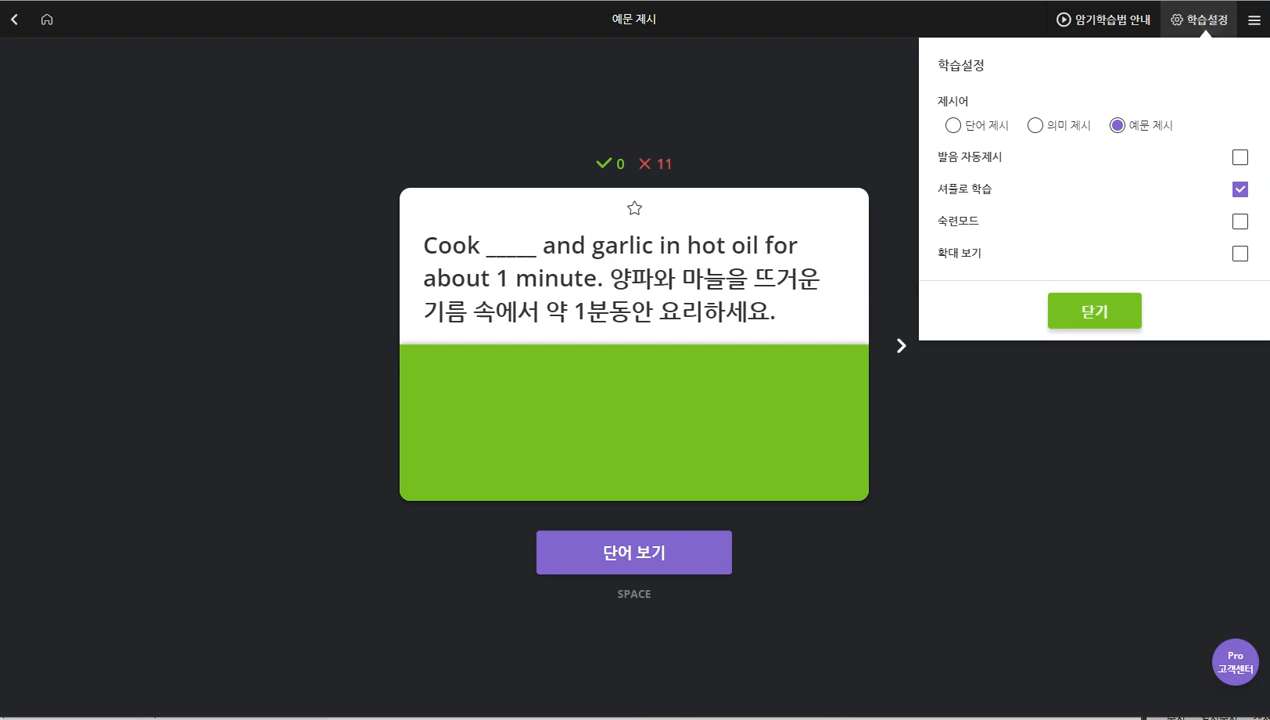 예문 제시
암기학습법 안내
학습설정
학습설정
제시어
단어 제시 의미 제시 예문 제시
발음 자동제시
셔플로 학습
숙련모드
확대 보기
닫기
0 11
Cook _____ and garlic in hot oil for
about 1 minute. 양파와 마늘을 뜨거운
기름 속에서 약 1분동안 요리하세요.
단어 보기
SPACE
Pro
고객센터